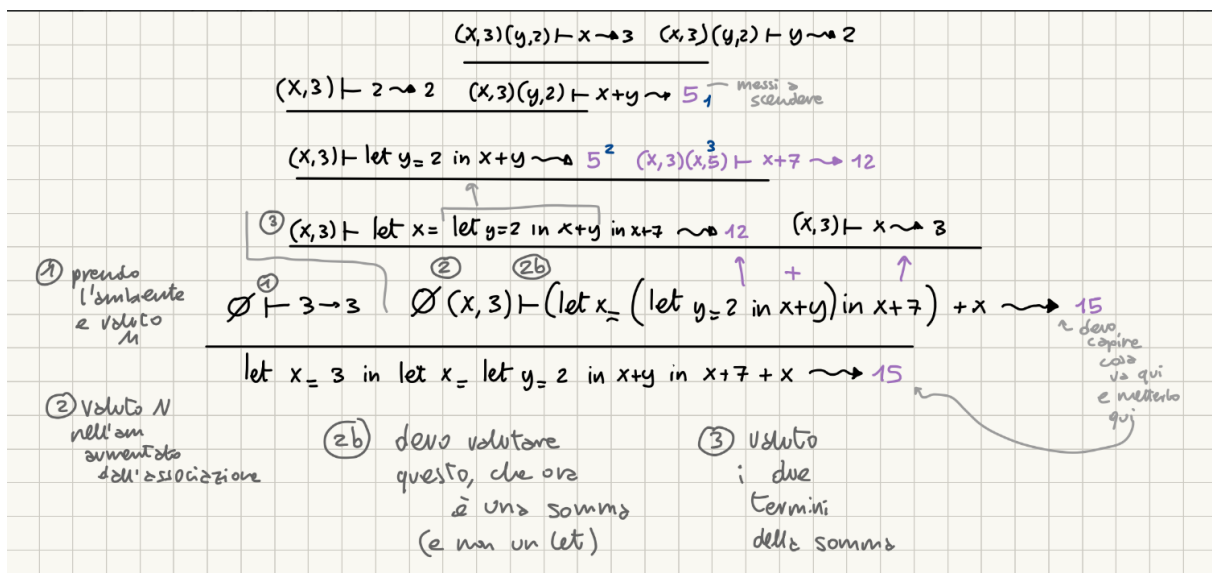 (x,3)(y,2) ⊢ x ⇝ 3 (x,3)(y,2) ⊢ y ⇝ 2
(x,3) ⊢ 2 ⇝ 2 (x,3)(y,2) ⊢ x+y ⇝ 5 1
messi a
scendere
(x,3) ⊢ let y= 2 in x+y ⇝ 5 2 (x,3)(x,5) ⊢ x+7 ⇝ 12
3
③ (x,3) ⊢ let x= let y=2 in x+y in x+7 ⇝ 12 (x,3) ⊢ x ⇝ 3
② ②b +
① prendo
l'ambiente
e valuto
M
∅ ⊢ 3 → 3 ∅ (x,3) ⊢ (let x= (let y=2 in x+y) in x+7) + x ⇝ 15
①
devo
capire
cosa
va qui
e metterlo
qui
let x = 3 in let x = let y = 2 in x+y in x+7 + x ⇝ 15
② valuto N
nell'am
aumentato
dall'associazione
②b devo valutare
questo, che ora
è una somma
(e non un let)
③ valuto
i due
termini
della somma